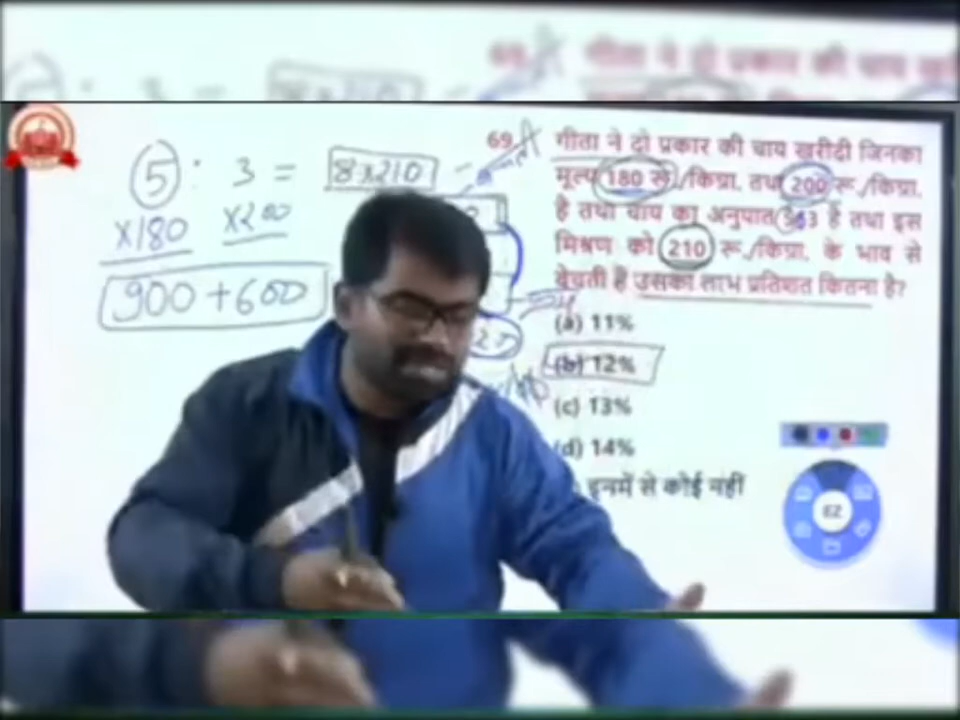 69. गीता ने दो प्रकार की चाय खरीदी जिनका
मूल्य 180 रू./किग्रा. तथा 200 रू./किग्रा.
है तथा चाय का अनुपात 5:3 है तथा इस
मिश्रण को 210 रू./किग्रा. के भाव से
बेचती है उसका लाभ प्रतिशत कितना है?
(a) 11%
(b) 12%
(c) 13%
(d) 14%
इनमें से कोई नहीं
5 : 3 = 8×210
×180 ×200
900 + 600
EZ